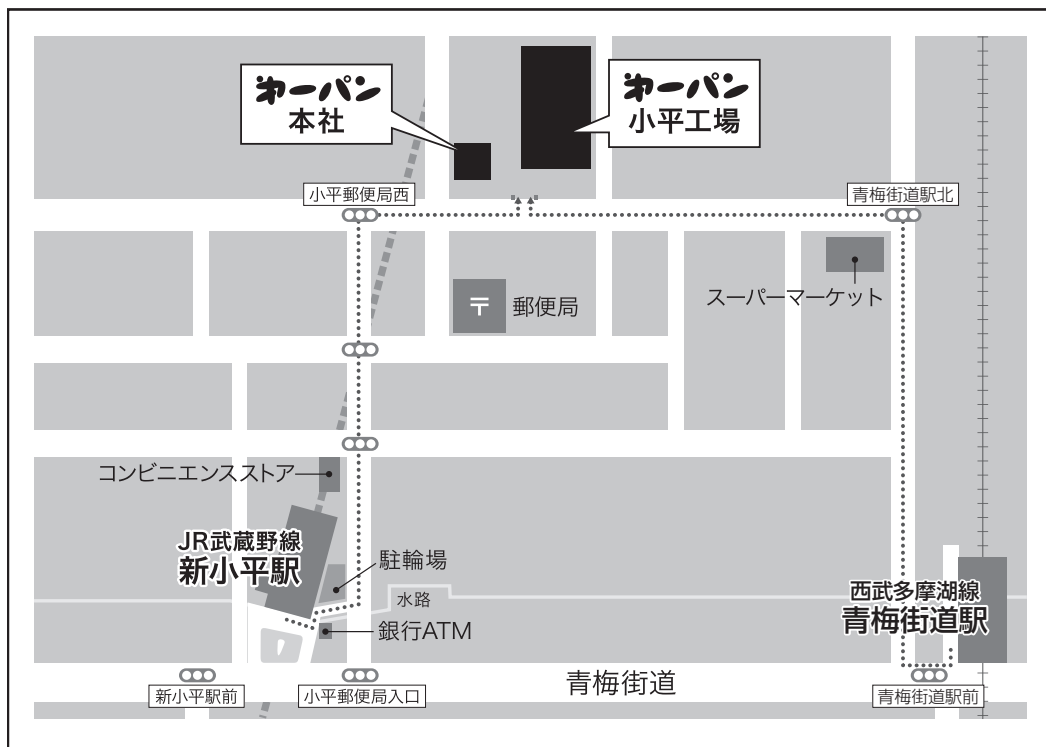 第一パン
本社
第一パン
小平工場
小平郵便局西
青梅街道駅北
〒 郵便局
スーパーマーケット
コンビニエンスストア
JR武蔵野線
新小平駅
駐輪場
水路
銀行ATM
西武多摩湖線
青梅街道駅
青梅街道
新小平駅前
小平郵便局入口
青梅街道駅前